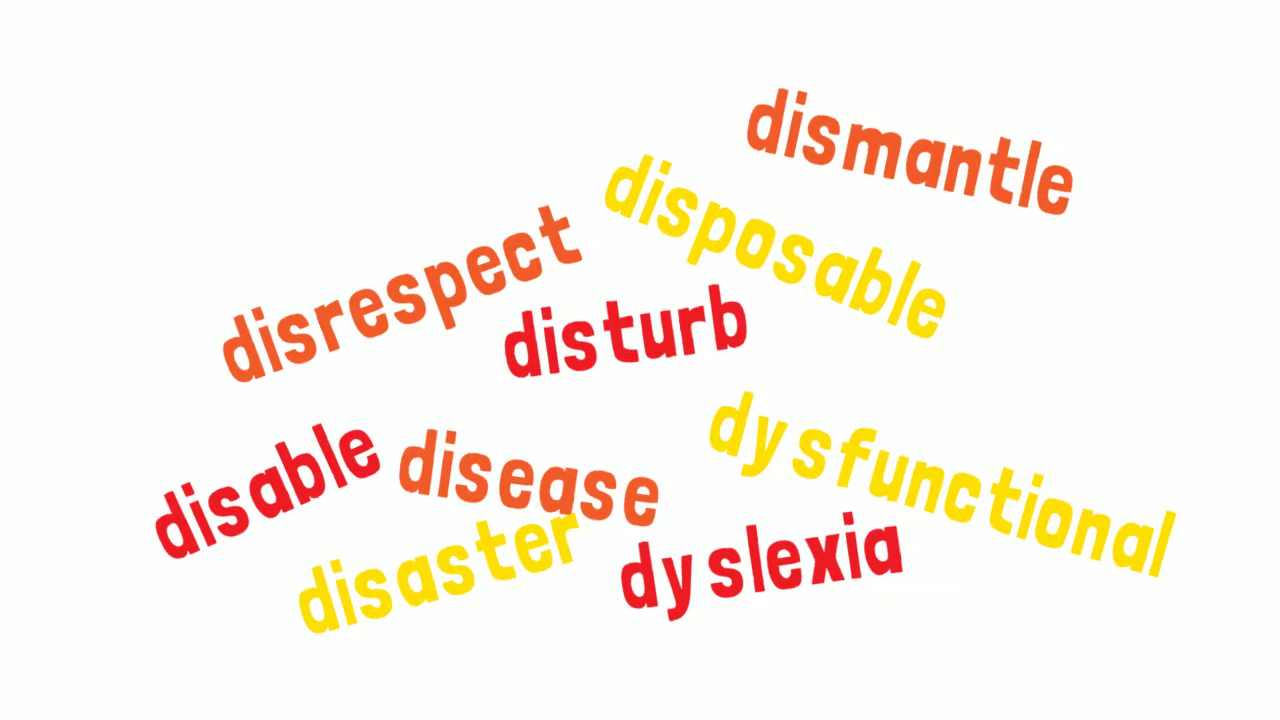 dismantle
disposable
disrespect
disturb
disable
disease
dysfunctional
disaster
dyslexia